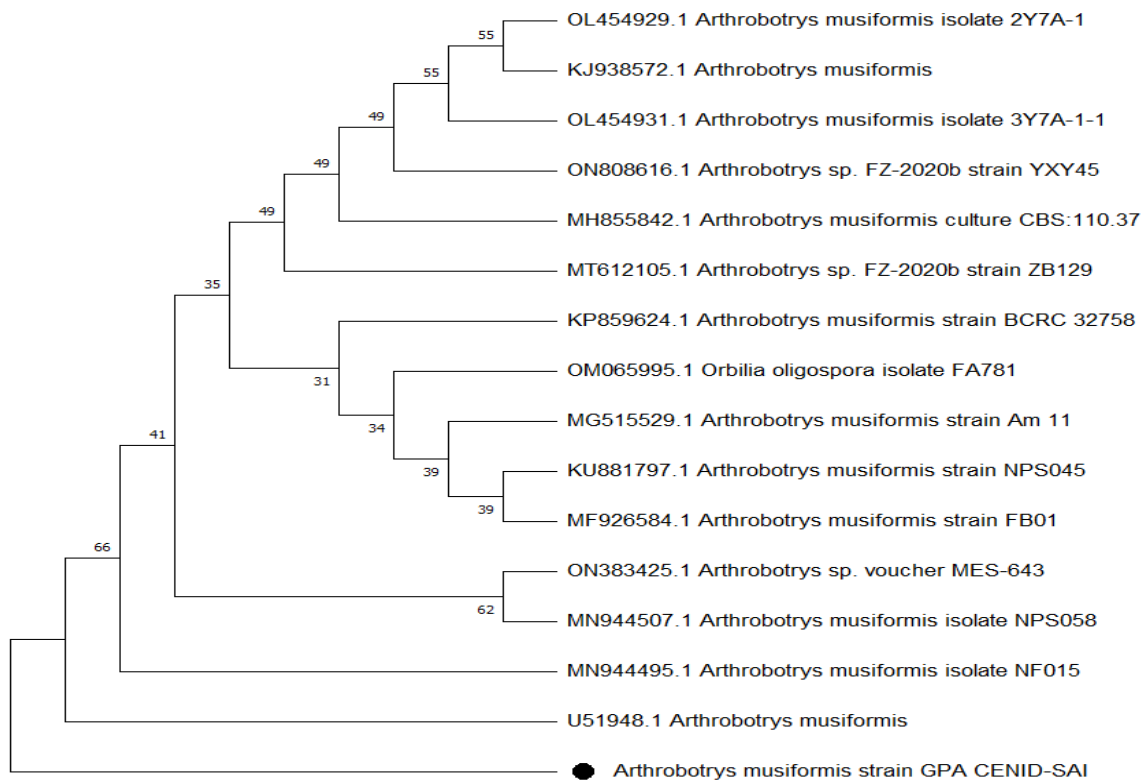 OL454929.1 Arthrobotrys musiformis isolate 2Y7A-1
55
KJ938572.1 Arthrobotrys musiformis
55
OL454931.1 Arthrobotrys musiformis isolate 3Y7A-1-1
49
ON808616.1 Arthrobotrys sp. FZ-2020b strain YXY45
49
MH855842.1 Arthrobotrys musiformis culture CBS:110.37
49
MT612105.1 Arthrobotrys sp. FZ-2020b strain ZB129
35
KP859624.1 Arthrobotrys musiformis strain BCRC 32758
31
OM065995.1 Orbilia oligospora isolate FA781
34
MG515529.1 Arthrobotrys musiformis strain Am 11
39
KU881797.1 Arthrobotrys musiformis strain NPS045
39
MF926584.1 Arthrobotrys musiformis strain FB01
41
ON383425.1 Arthrobotrys sp. voucher MES-643
62
MN944507.1 Arthrobotrys musiformis isolate NPS058
66
MN944495.1 Arthrobotrys musiformis isolate NF015
U51948.1 Arthrobotrys musiformis
Arthrobotrys musiformis strain GPA CENID-SAI